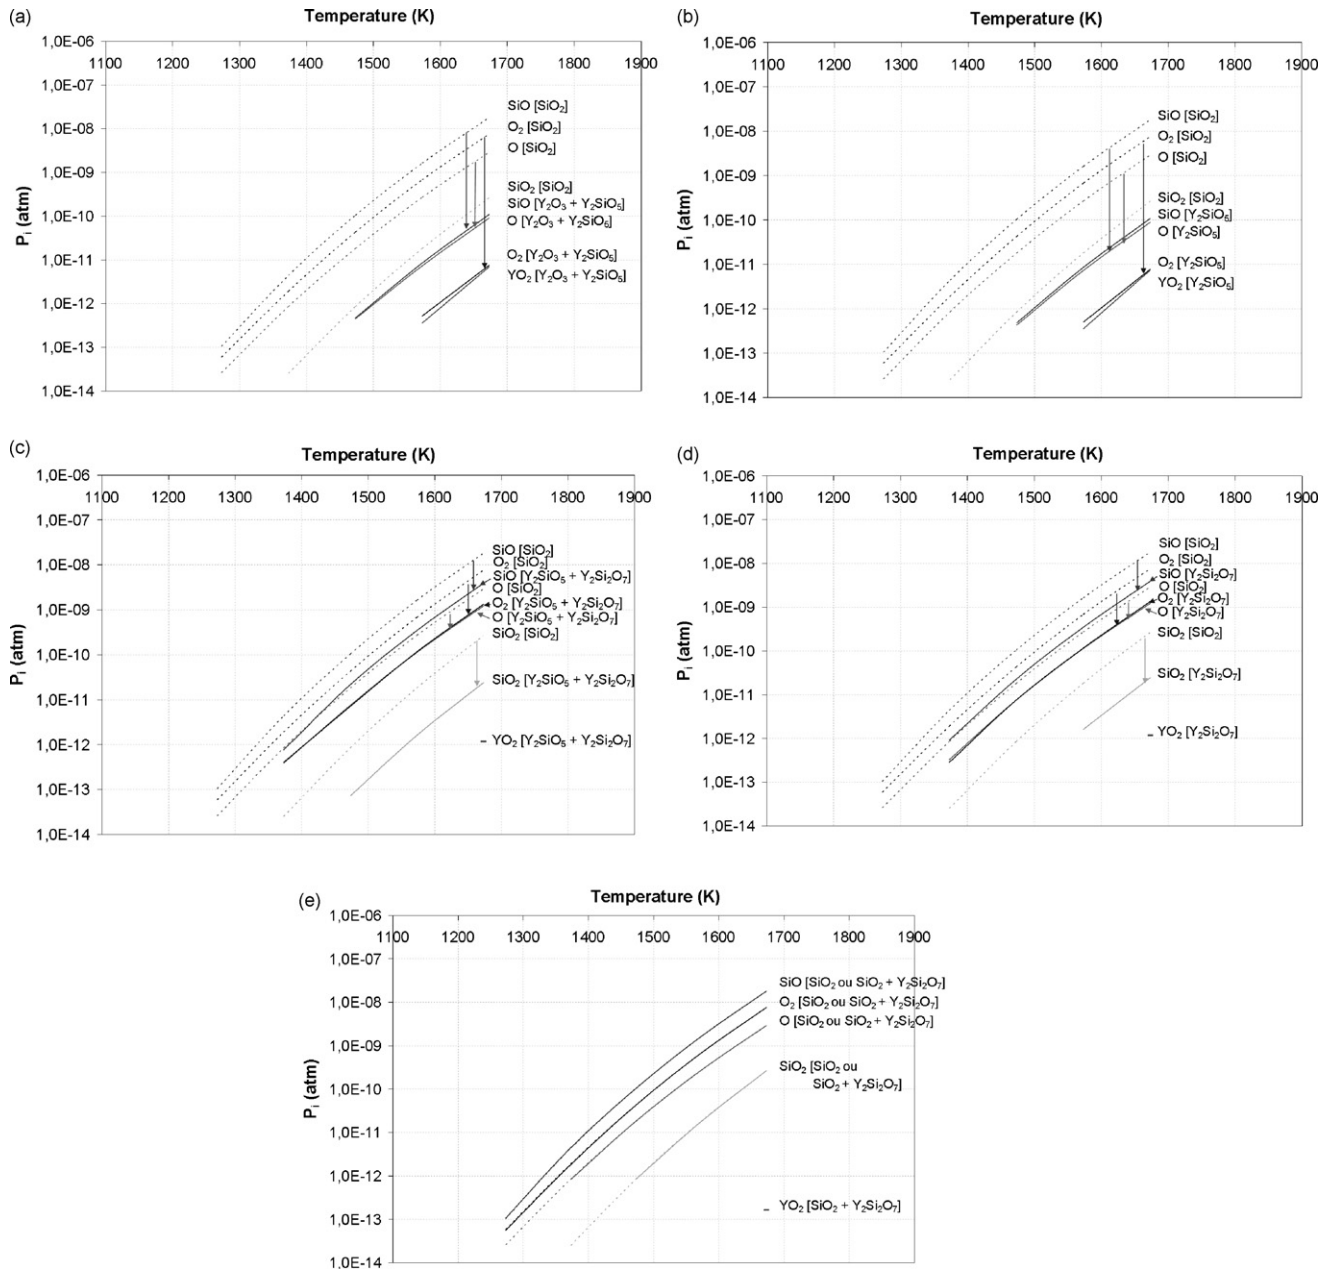 (a)
Temperature (K)
1,0E-06
1100 1200 1300 1400 1500 1600 1700 1800 1900
1,0E-07
SiO [SiO₂]
1,0E-08
O₂ [SiO₂]
O [SiO₂]
1,0E-09
SiO₂ [SiO₂]
SiO [Y₂O₃ + Y₂SiO₅]
1,0E-10
O [Y₂O₃ + Y₂SiO₅]
O₂ [Y₂O₃ + Y₂SiO₅]
1,0E-11
YO₂ [Y₂O₃ + Y₂SiO₅]
1,0E-12
1,0E-13
1,0E-14
Pᵢ (atm)
(b)
Temperature (K)
1,0E-06
1100 1200 1300 1400 1500 1600 1700 1800 1900
1,0E-07
SiO [SiO₂]
1,0E-08
O₂ [SiO₂]
O [SiO₂]
1,0E-09
SiO₂ [SiO₂]
1,0E-10
SiO [Y₂SiO₅]
O [Y₂SiO₅]
1,0E-11
O₂ [Y₂SiO₅]
YO₂ [Y₂SiO₅]
1,0E-12
1,0E-13
1,0E-14
Pᵢ (atm)
(c)
Temperature (K)
1,0E-06
1100 1200 1300 1400 1500 1600 1700 1800 1900
1,0E-07
SiO [SiO₂]
1,0E-08
O₂ [SiO₂]
SiO [Y₂SiO₅ + Y₂Si₂O₇]
O [SiO₂]
1,0E-09
O₂ [Y₂SiO₅ + Y₂Si₂O₇]
O [Y₂SiO₅ + Y₂Si₂O₇]
SiO₂ [SiO₂]
1,0E-10
SiO₂ [Y₂SiO₅ + Y₂Si₂O₇]
1,0E-11
YO₂ [Y₂SiO₅ + Y₂Si₂O₇]
1,0E-12
1,0E-13
1,0E-14
Pᵢ (atm)
(d)
Temperature (K)
1,0E-06
1100 1200 1300 1400 1500 1600 1700 1800 1900
1,0E-07
SiO [SiO₂]
1,0E-08
O₂ [SiO₂]
SiO [Y₂Si₂O₇]
O [SiO₂]
1,0E-09
O₂ [Y₂Si₂O₇]
O [Y₂Si₂O₇]
SiO₂ [SiO₂]
1,0E-10
SiO₂ [Y₂Si₂O₇]
1,0E-11
1,0E-12
YO₂ [Y₂Si₂O₇]
1,0E-13
1,0E-14
Pᵢ (atm)
(e)
Temperature (K)
1,0E-06
1100 1200 1300 1400 1500 1600 1700 1800 1900
1,0E-07
SiO [SiO₂ ou SiO₂ + Y₂Si₂O₇]
1,0E-08
O₂ [SiO₂ ou SiO₂ + Y₂Si₂O₇]
O [SiO₂ ou SiO₂ + Y₂Si₂O₇]
1,0E-09
SiO₂ [SiO₂ ou
SiO₂ + Y₂Si₂O₇]
1,0E-10
1,0E-11
1,0E-12
YO₂ [SiO₂ + Y₂Si₂O₇]
1,0E-13
1,0E-14
Pᵢ (atm)